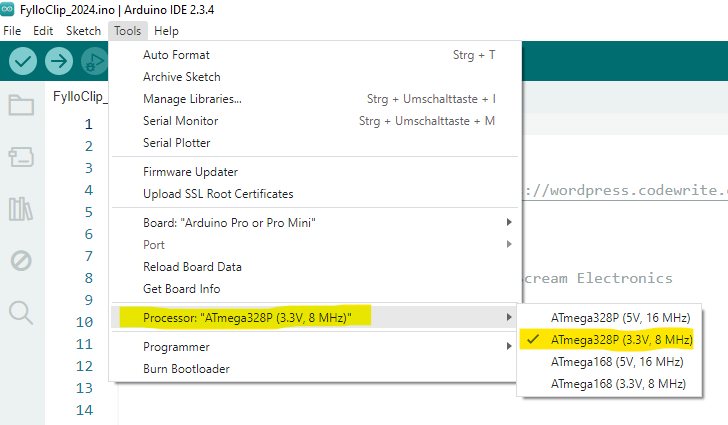 FylloClip_2024.ino | Arduino IDE 2.3.4
File Edit Sketch Tools Help
Auto Format Strg + T
Archive Sketch
Manage Libraries... Strg + Umschalttaste + I
Serial Monitor Strg + Umschalttaste + M
Serial Plotter
Firmware Updater
Upload SSL Root Certificates
Board: "Arduino Pro or Pro Mini"
Port
Reload Board Data
Get Board Info
Processor: "ATmega328P (3.3V, 8 MHz)"
Programmer
Burn Bootloader
ATmega328P (5V, 16 MHz)
ATmega328P (3.3V, 8 MHz)
ATmega168 (5V, 16 MHz)
ATmega168 (3.3V, 8 MHz)
FylloClip_
1
2
3
4
://wordpress.codewrite.
5
6
7
8
scream Electronics
9
10
11
12
13
14